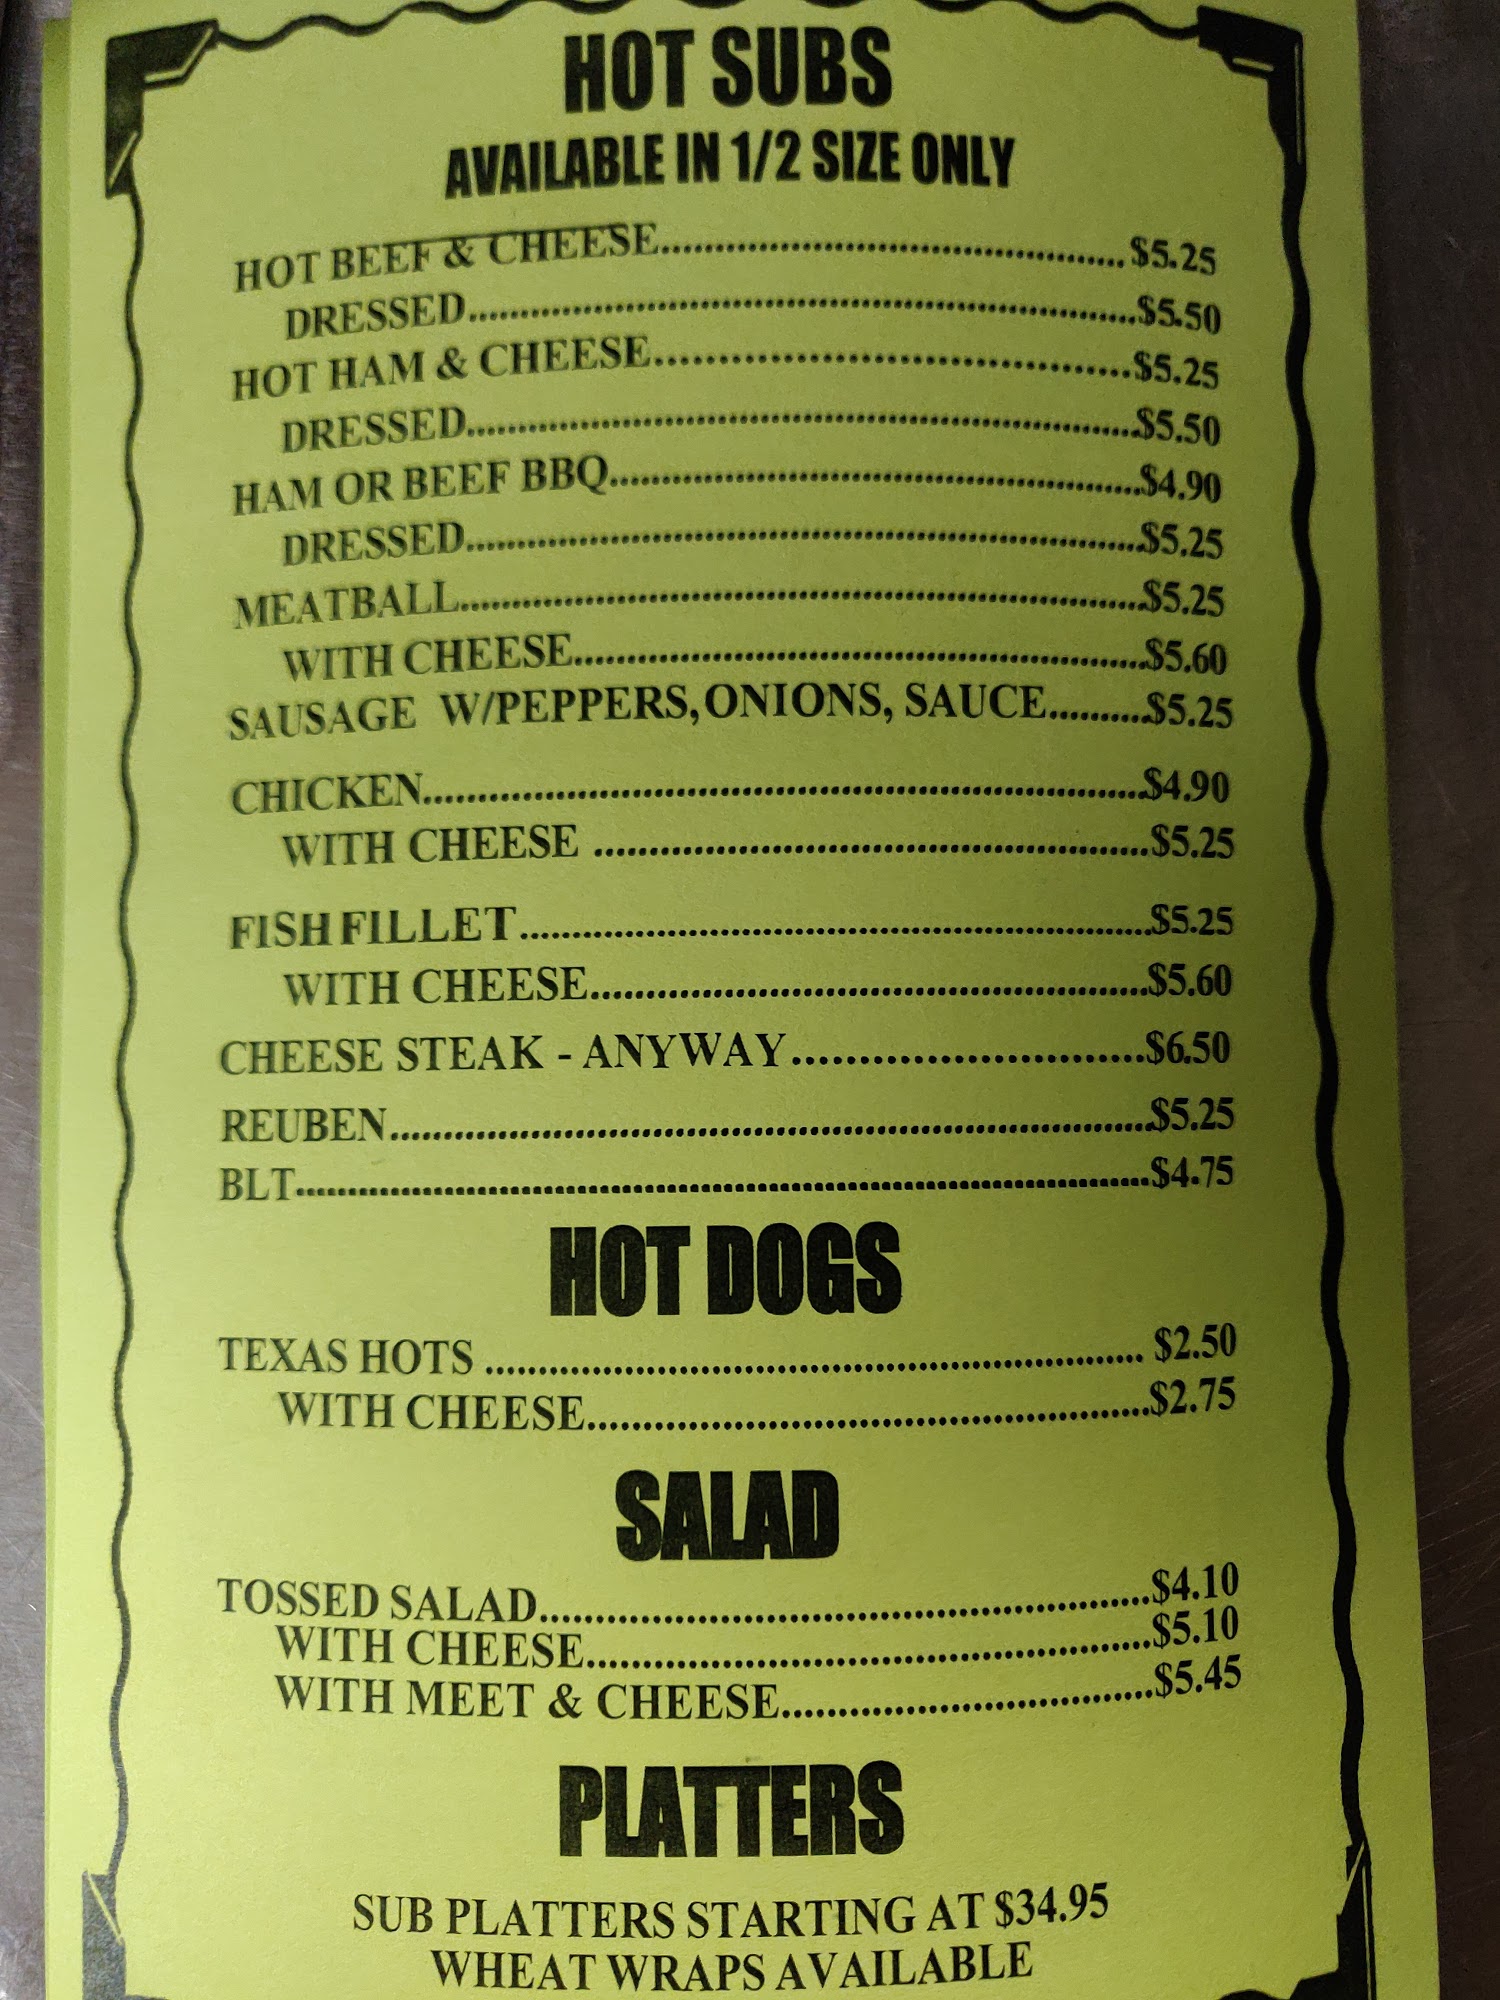 HOT SUBS
AVAILABLE IN 1/2 SIZE ONLY
HOT BEEF & CHEESE........................................$5.25
DRESSED........................................$5.50
HOT HAM & CHEESE........................................$5.25
DRESSED........................................$5.50
HAM OR BEEF BBQ........................................$4.90
DRESSED........................................$5.25
MEATBALL........................................$5.25
WITH CHEESE........................................$5.60
SAUSAGE W/PEPPERS, ONIONS, SAUCE..........$5.25
CHICKEN........................................$4.90
WITH CHEESE ........................................$5.25
FISH FILLET........................................$5.25
WITH CHEESE........................................$5.60
CHEESE STEAK - ANYWAY..........................$6.50
REUBEN........................................$5.25
BLT........................................$4.75
HOT DOGS
TEXAS HOTS ........................................ $2.50
WITH CHEESE........................................$2.75
SALAD
TOSSED SALAD........................................$4.10
WITH CHEESE........................................$5.10
WITH MEET & CHEESE..............................$5.45
PLATTERS
SUB PLATTERS STARTING AT $34.95
WHEAT WRAPS AVAILABLE